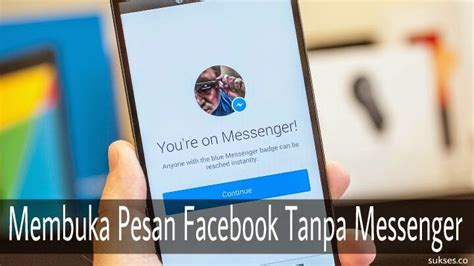 You're on Messenger!
Anyone with the blue Messenger badge can be
reached instantly.
Continue
Membuka Pesan Facebook Tanpa Messenger
sukses.co